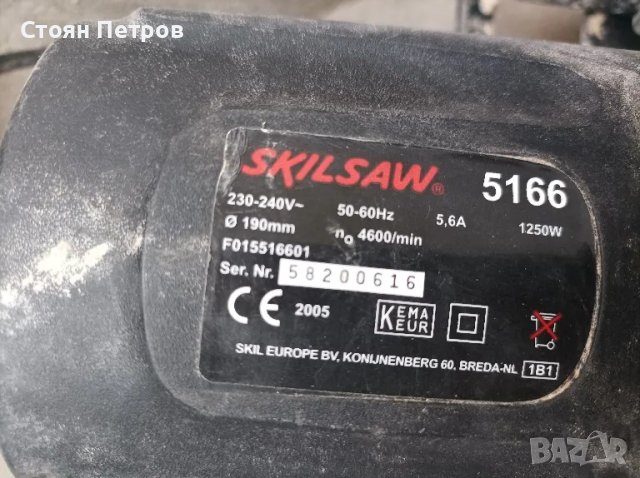 Стоян Петров
SKILSAW® 5166
230-240V~ 50-60Hz 5,6A 1250W
Ø 190mm n₀ 4600/min
F015516601
Ser. Nr. 58200616
CE 2005 KEMA KEUR
SKIL EUROPE BV, KONIJNENBERG 60, BREDA-NL 1B1
BAZAR